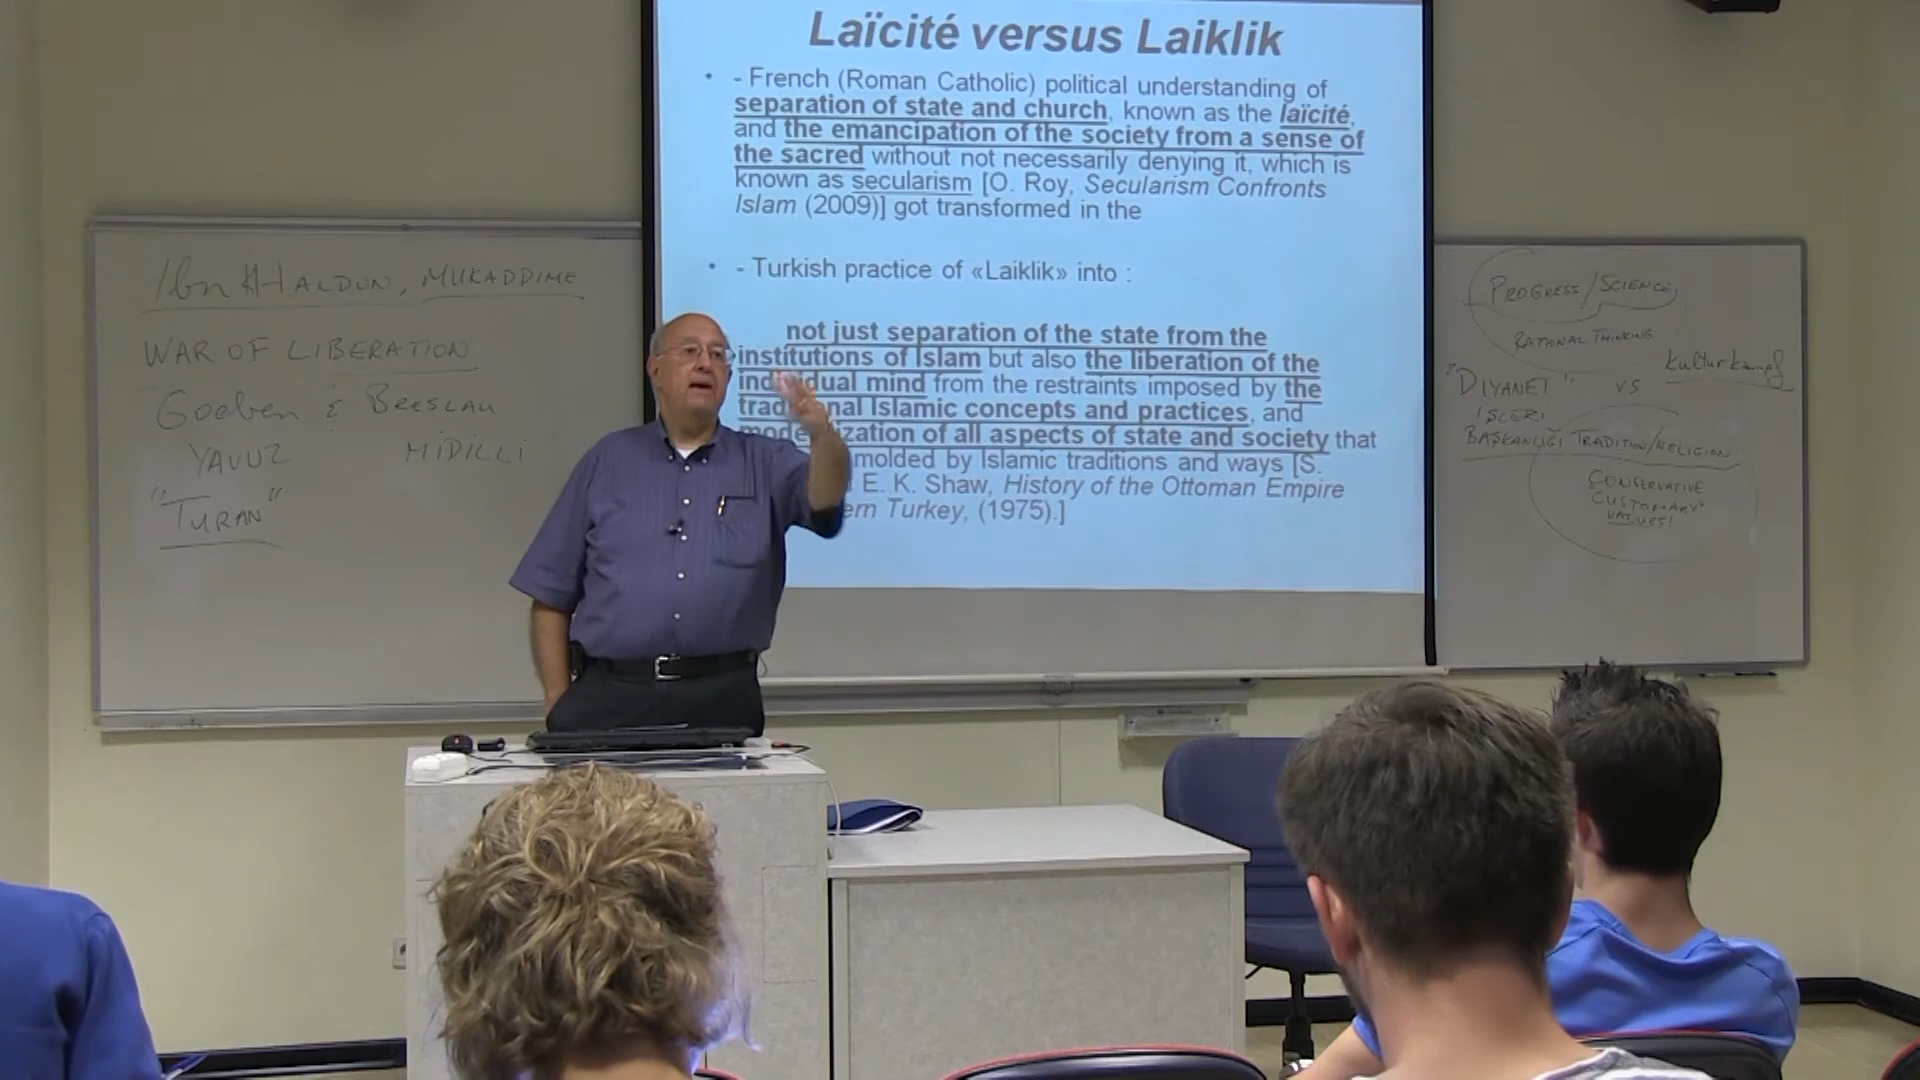 Laïcité versus Laiklik
• - French (Roman Catholic) political understanding of
separation of state and church, known as the laïcité,
and the emancipation of the society from a sense of
the sacred without not necessarily denying it, which is
known as secularism [O. Roy, Secularism Confronts
Islam (2009)] got transformed in the
• - Turkish practice of «Laiklik» into :
not just separation of the state from the
institutions of Islam but also the liberation of the
individual mind from the restraints imposed by the
traditional Islamic concepts and practices, and
modernization of all aspects of state and society that
molded by Islamic traditions and ways [S.
E. K. Shaw, History of the Ottoman Empire
Turkey, (1975).]
Ibn HALDUN, MUKADDIME
WAR OF LIBERATION
Goeben & BRESLAU
YAVUZ MİDİLLİ
"TURAN"
PROGRESS/SCIENCE
RATIONAL THINKING
kulturkampf
"DIYANET" VS
İŞLERİ
BAŞKANLIĞI TRADITION/RELIGION
CONSERVATIVE
CUSTOMARY
VALUES!